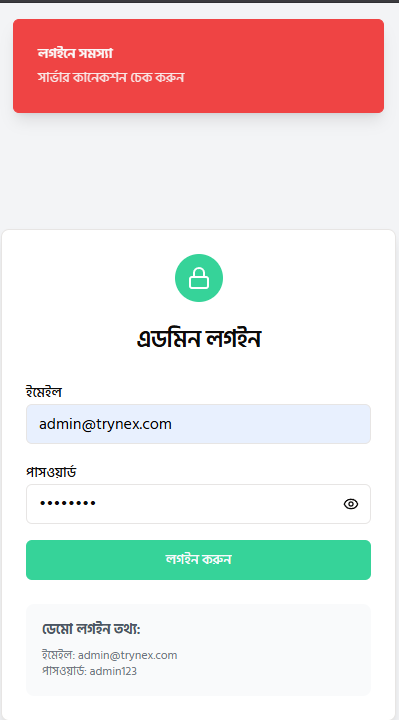 লগইনে সমস্যা
সার্ভার কানেকশন চেক করুন
এডমিন লগইন
ইমেইল
admin@trynex.com
পাসওয়ার্ড
••••••••
লগইন করুন
ডেমো লগইন তথ্য:
ইমেইল: admin@trynex.com
পাসওয়ার্ড: admin123